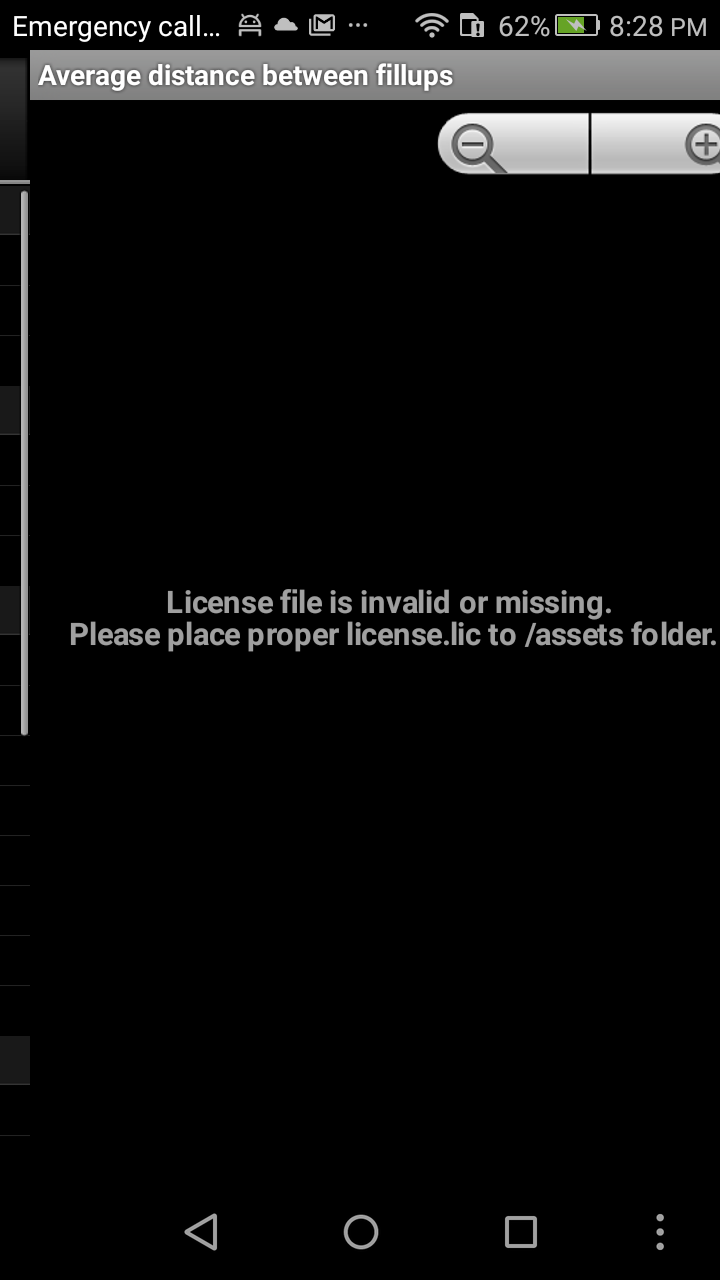 Emergency call... 62% 8:28 PM
Average distance between fillups
License file is invalid or missing.
Please place proper license.lic to /assets folder.